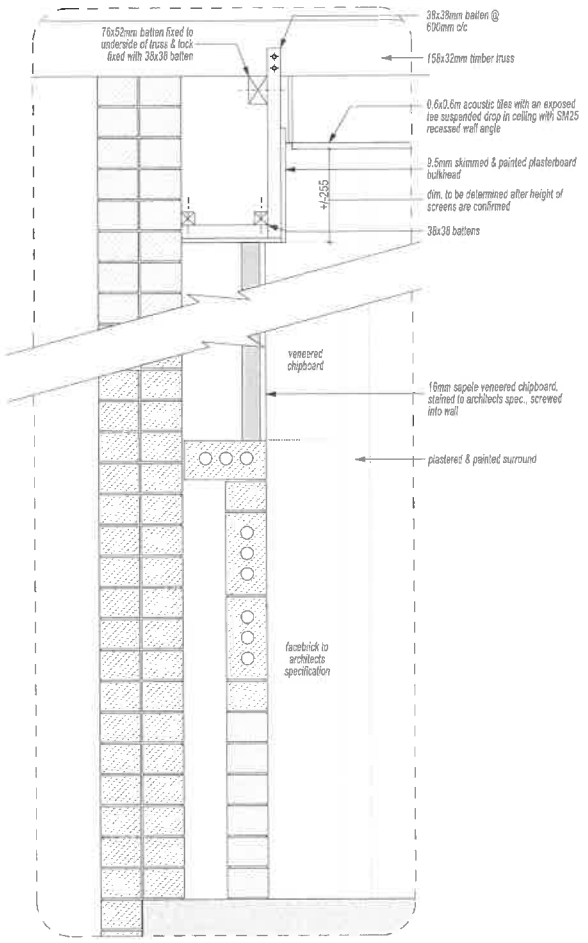 38x38mm batten @
600mm c/c
76x52mm batten fixed to
underside of truss & lock
fixed with 38x38 batten
158x32mm timber truss
0.6x0.6m acoustic tiles with an exposed
tee suspended drop in ceiling with SM25
recessed wall angle
9.5mm skimmed & painted plasterboard
bulkhead
+/-255
dim. to be determined after height of
screens are confirmed
38x38 battens
veneered
chipboard
16mm sapele veneered chipboard,
stained to architects spec., screwed
into wall
plastered & painted surround
facebrick to
architects
specification